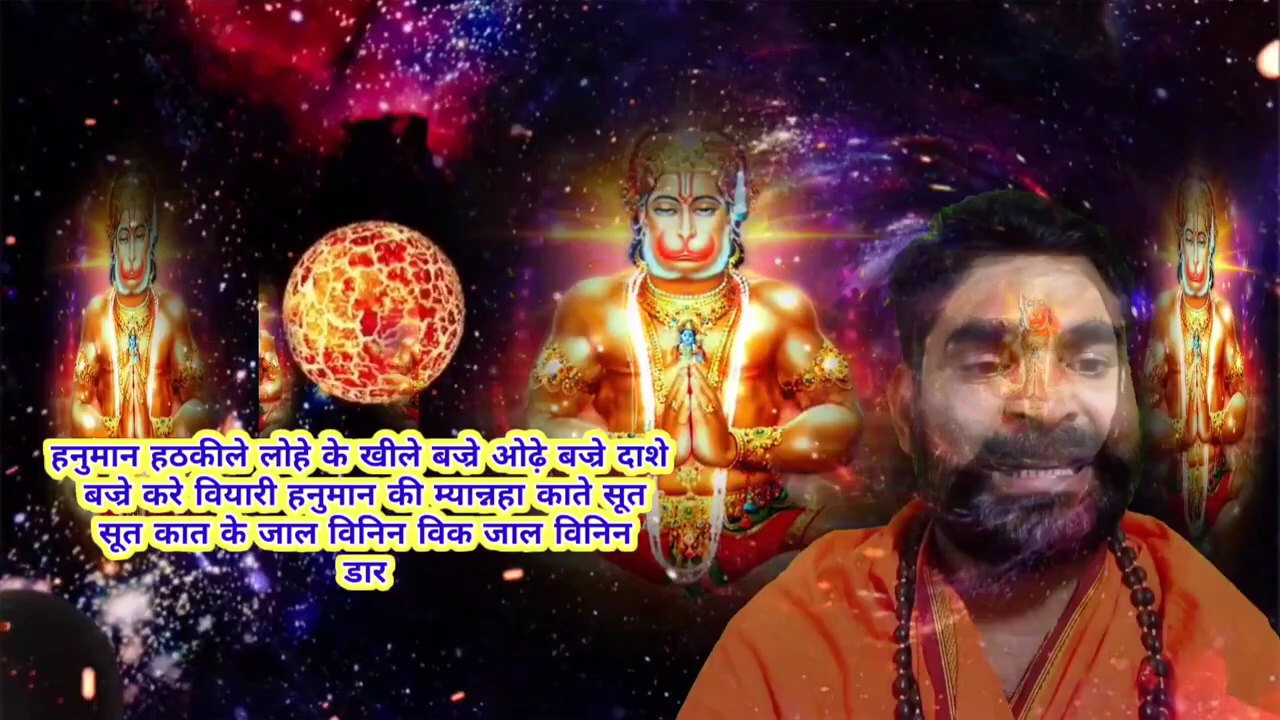 हनुमान हठकीले लोहे के खीले बज्रे ओढ़े बज्रे दाशे
बज्रे करे वियारी हनुमान की म्यान्नहा काते सूत
सूत कात के जाल विनिन विक जाल विनिन
डार